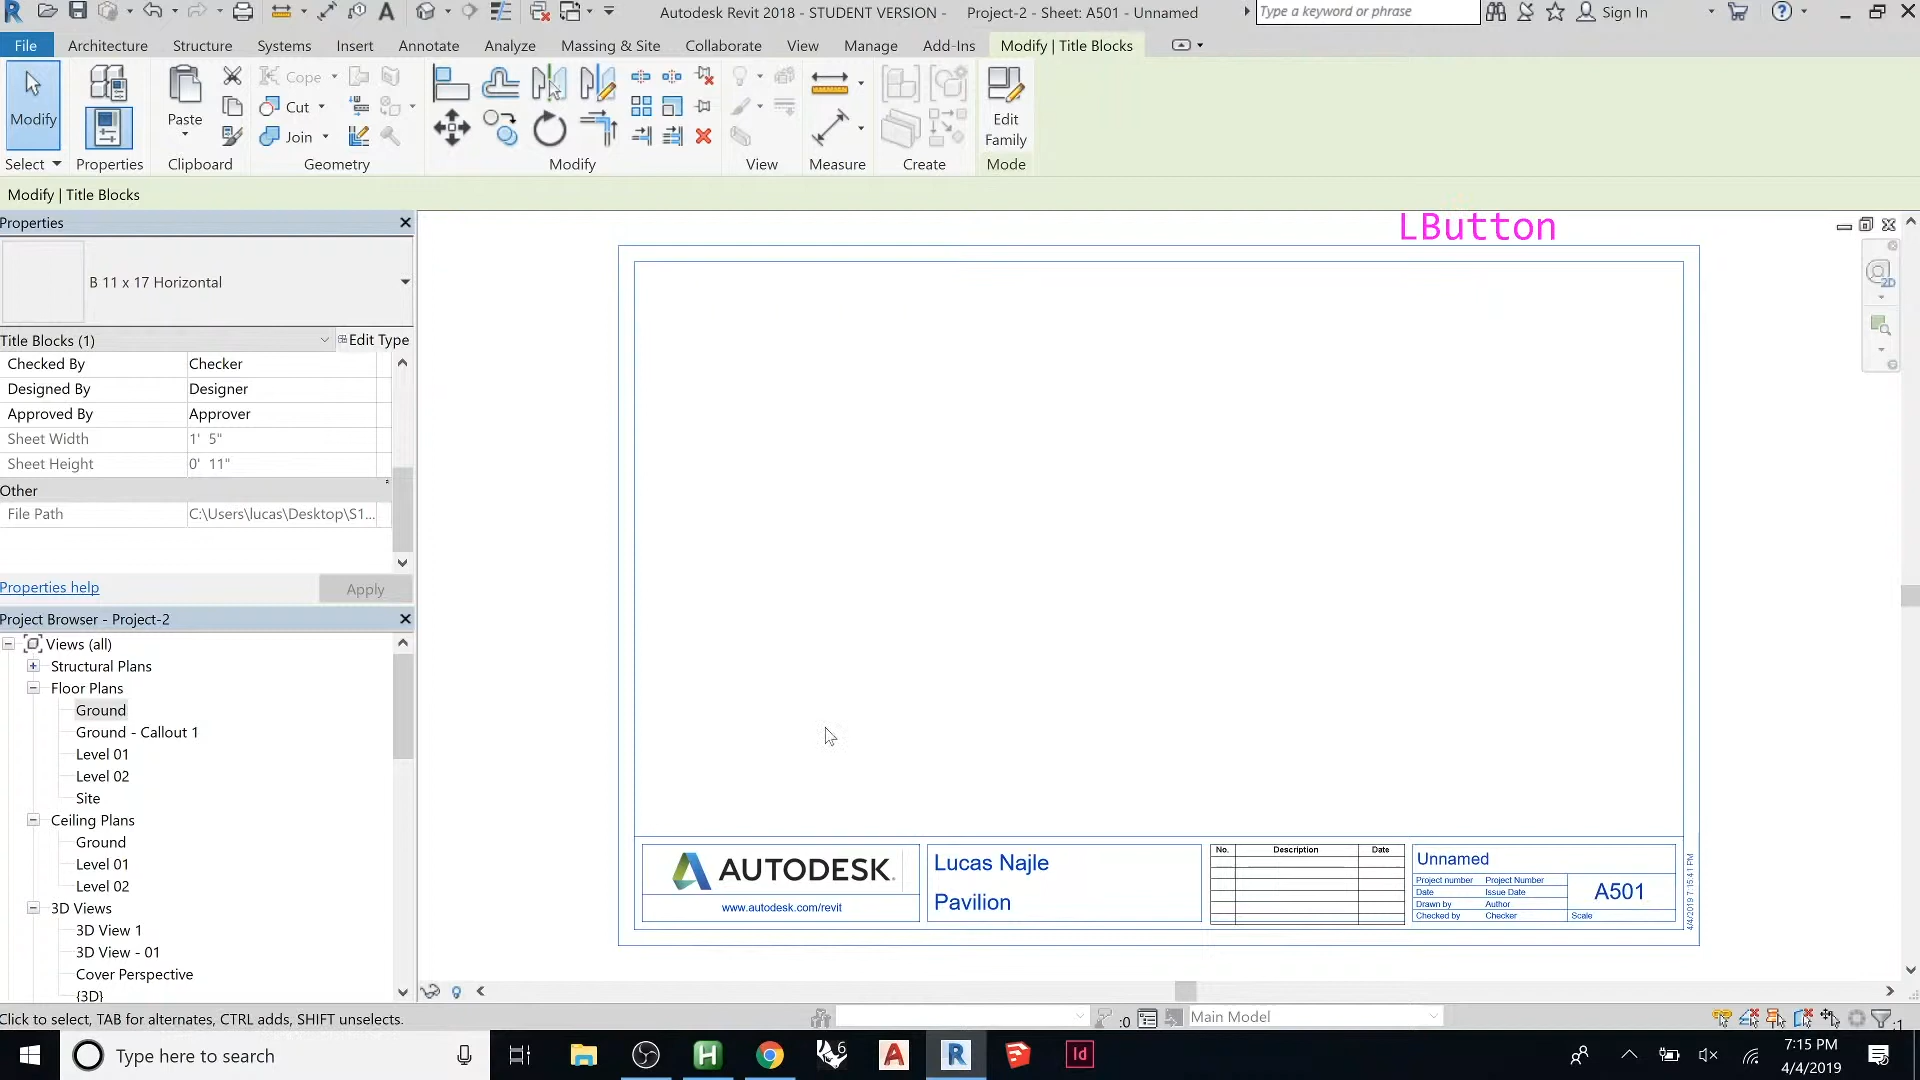 Autodesk Revit 2018 - STUDENT VERSION - Project-2 - Sheet: A501 - Unnamed
Type a keyword or phrase
Sign In
File Architecture Structure Systems Insert Annotate Analyze Massing & Site Collaborate View Manage Add-Ins Modify | Title Blocks
Modify
Paste
Cope
Cut
Join
Edit
Family
Select Properties Clipboard Geometry Modify View Measure Create Mode
Modify | Title Blocks
Properties
B 11 x 17 Horizontal
Title Blocks (1)
Edit Type
Checked By Checker
Designed By Designer
Approved By Approver
Sheet Width 1' 5"
Sheet Height 0' 11"
Other
File Path C:\Users\lucas\Desktop\S1...
Properties help
Apply
Project Browser - Project-2
Views (all)
Structural Plans
Floor Plans
Ground
Ground - Callout 1
Level 01
Level 02
Site
Ceiling Plans
Ground
Level 01
Level 02
3D Views
3D View 1
3D View - 01
Cover Perspective
{3D}
LButton
2D
AUTODESK.
www.autodesk.com/revit
Lucas Najle
Pavilion
No. Description Date
Unnamed
Project number Project Number
Date Issue Date
Drawn by Author
Checked by Checker
A501
Scale
4/4/2019 7:15:41 PM
Click to select, TAB for alternates, CTRL adds, SHIFT unselects.
:0
Main Model
:1
Type here to search
7:15 PM
4/4/2019